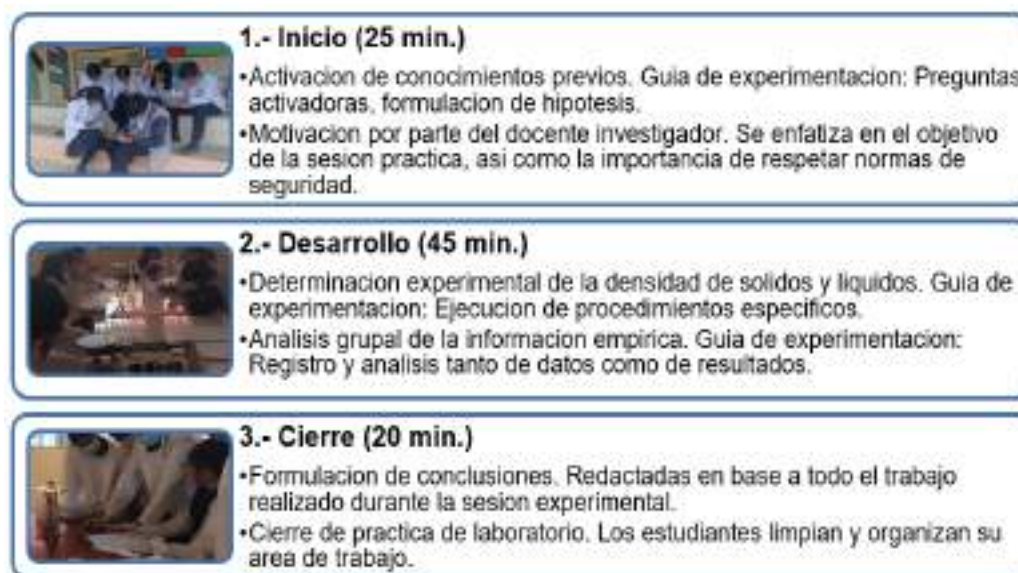 1.- Inicio (25 min.)
•Activacion de conocimientos previos. Guia de experimentacion: Preguntas
activadoras, formulacion de hipotesis.
•Motivacion por parte del docente investigador. Se enfatiza en el objetivo
de la sesion practica, asi como la importancia de respetar normas de
seguridad.
2.- Desarrollo (45 min.)
•Determinacion experimental de la densidad de solidos y liquidos. Guia de
experimentacion: Ejecucion de procedimientos especificos.
•Analisis grupal de la informacion empirica. Guia de experimentacion:
Registro y analisis tanto de datos como de resultados.
3.- Cierre (20 min.)
•Formulacion de conclusiones. Redactadas en base a todo el trabajo
realizado durante la sesion experimental.
•Cierre de practica de laboratorio. Los estudiantes limpian y organizan su
area de trabajo.